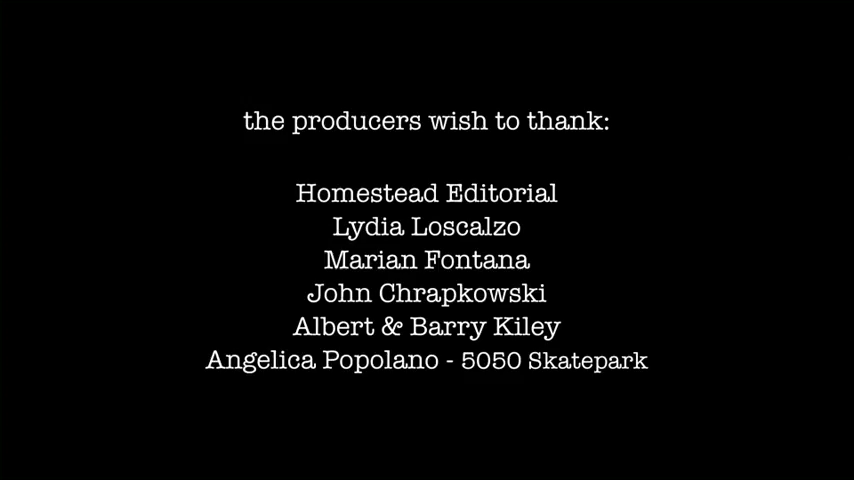 the producers wish to thank:
Homestead Editorial
Lydia Loscalzo
Marian Fontana
John Chrapkowski
Albert & Barry Kiley
Angelica Popolano - 5050 Skatepark